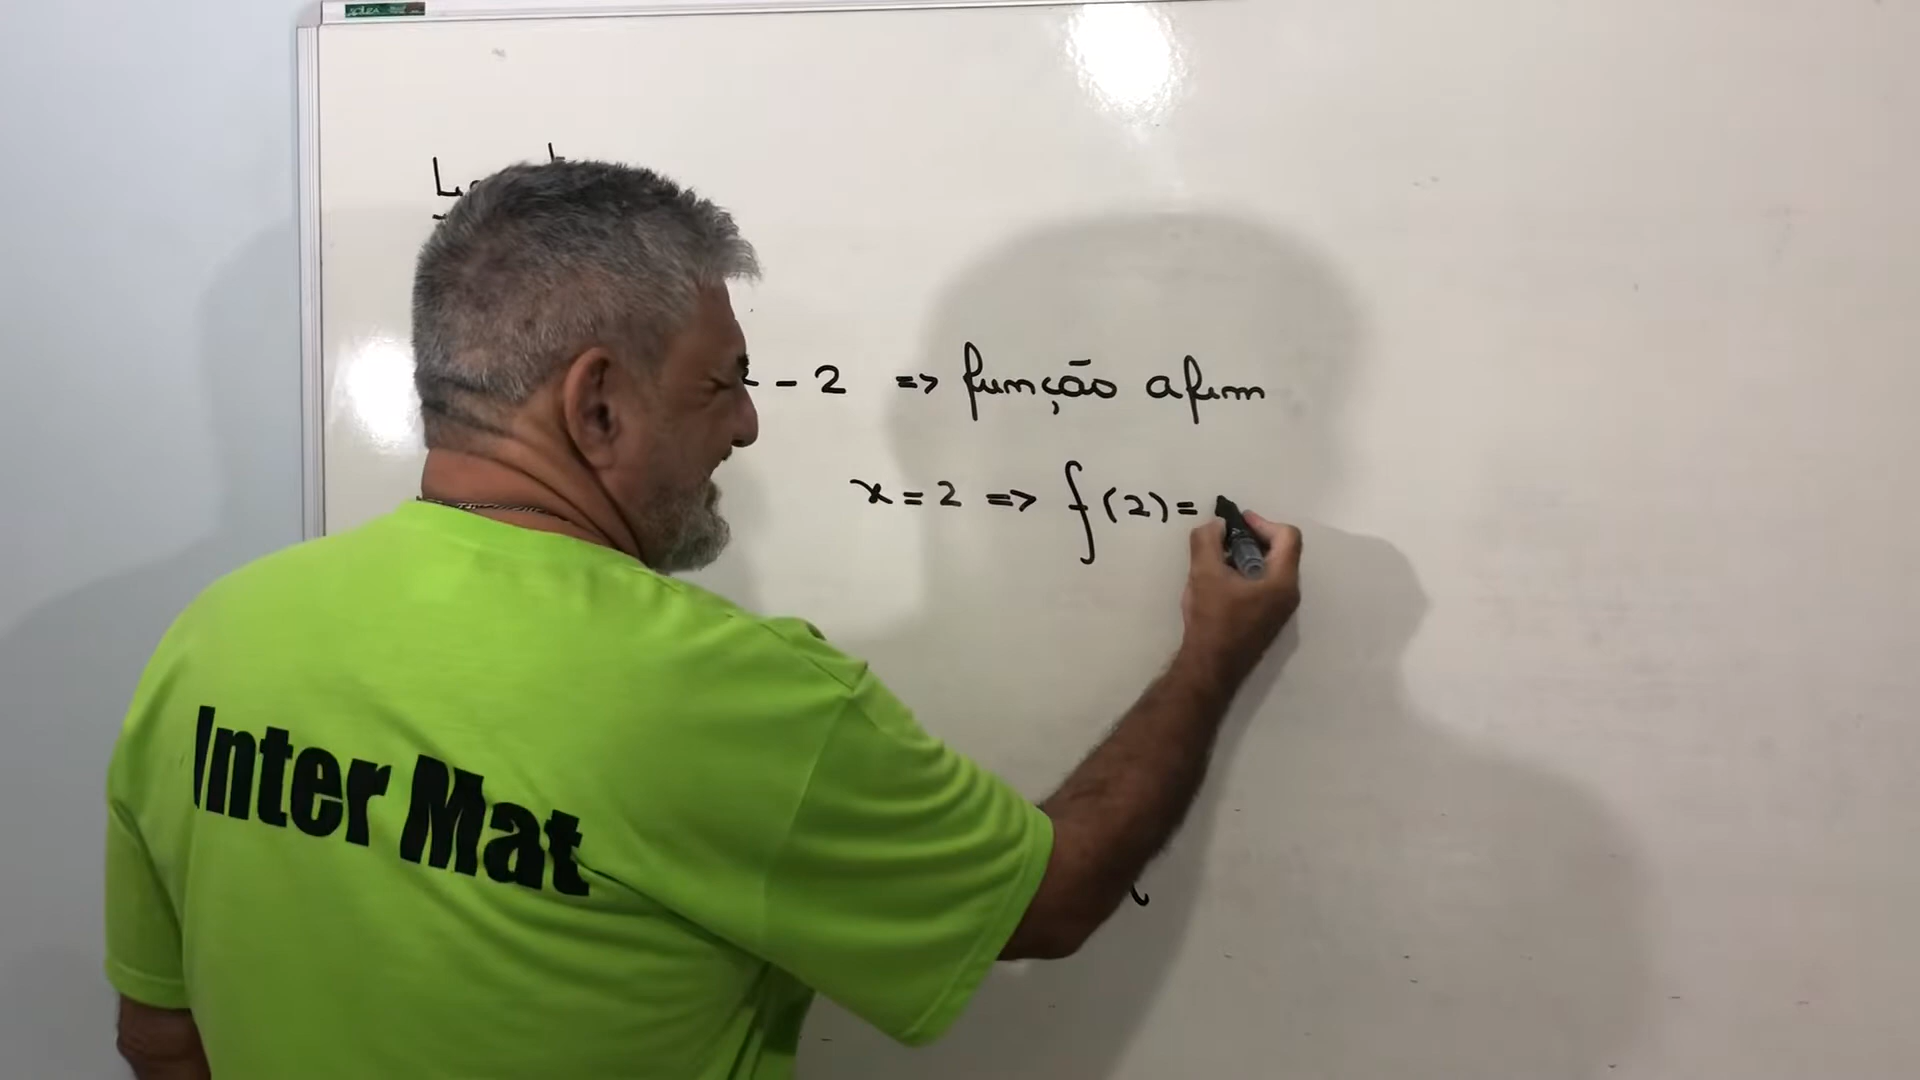 - 2 => função afim
x = 2 => f(2) =
Inter Mat